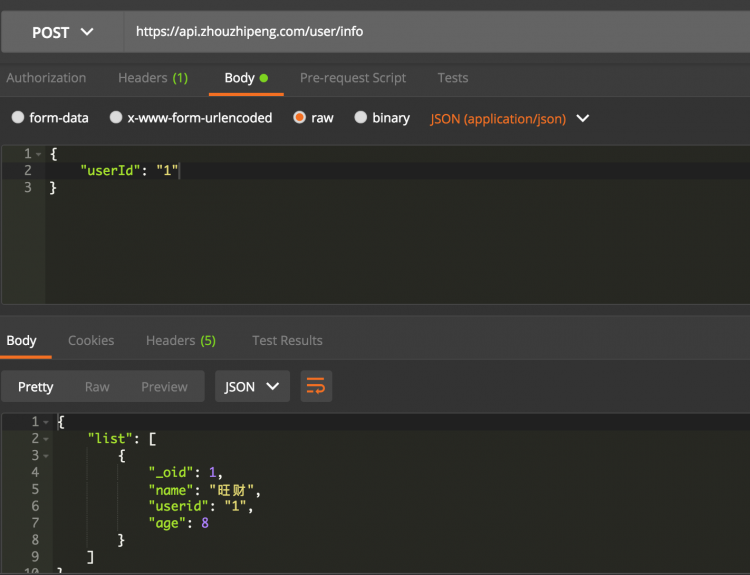 POST https://api.zhouzhipeng.com/user/info
Authorization Headers (1) Body Pre-request Script Tests
form-data x-www-form-urlencoded raw binary JSON (application/json)
1 {
2 "userId": "1"
3 }
Body Cookies Headers (5) Test Results
Pretty Raw Preview JSON
1 {
2 "list": [
3 {
4 "_oid": 1,
5 "name": "旺财",
6 "userid": "1",
7 "age": 8
8 }
9 ]
10 }